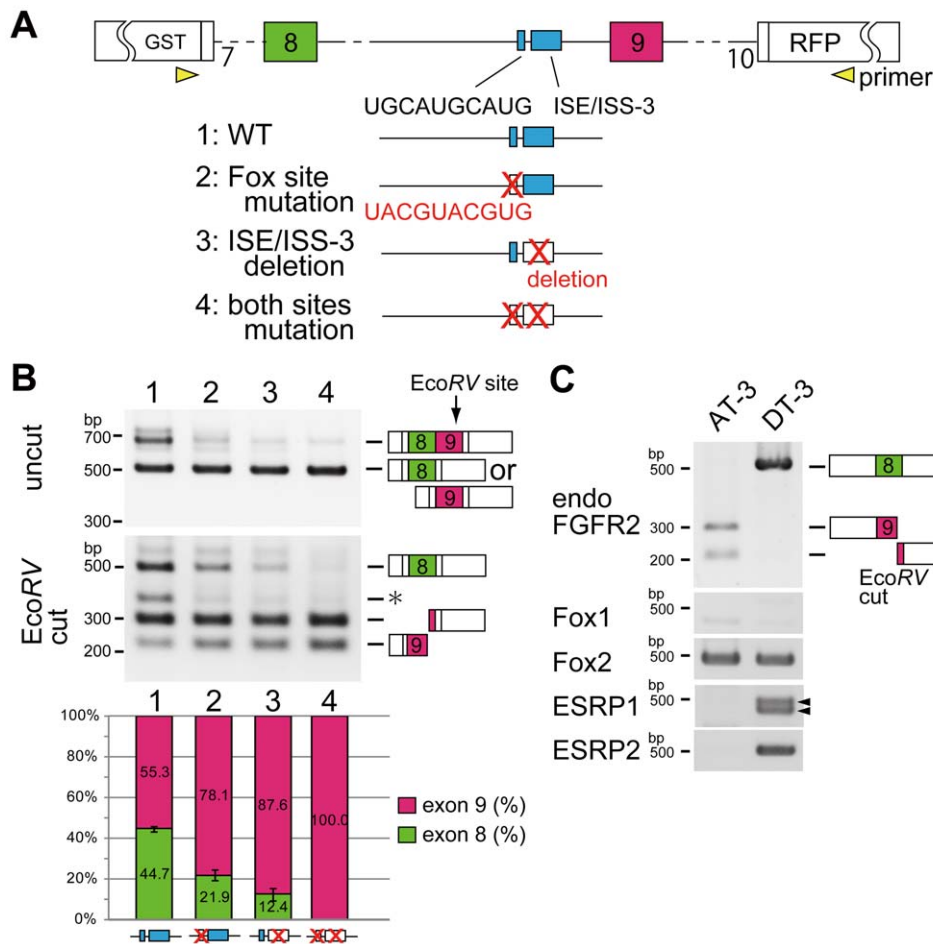 A
GST
7
8
9
10
RFP
primer
UGCAUGCAUG
ISE/ISS-3
1: WT
2: Fox site
mutation
UACGUACGUG
3: ISE/ISS-3
deletion
deletion
4: both sites
mutation
B
1 2 3 4
EcoRV site
uncut
bp
700
500
300
8 9
8
or
9
EcoRV
cut
bp
500
300
200
8
*
9
1 2 3 4
100%
80%
60%
40%
20%
0%
55.3
44.7
78.1
21.9
87.6
12.4
100.0
exon 9 (%)
exon 8 (%)
C
AT-3 DT-3
endo
FGFR2
bp
500
300
200
8
9
EcoRV
cut
Fox1
bp
500
Fox2
500
ESRP1
bp
500
ESRP2
500